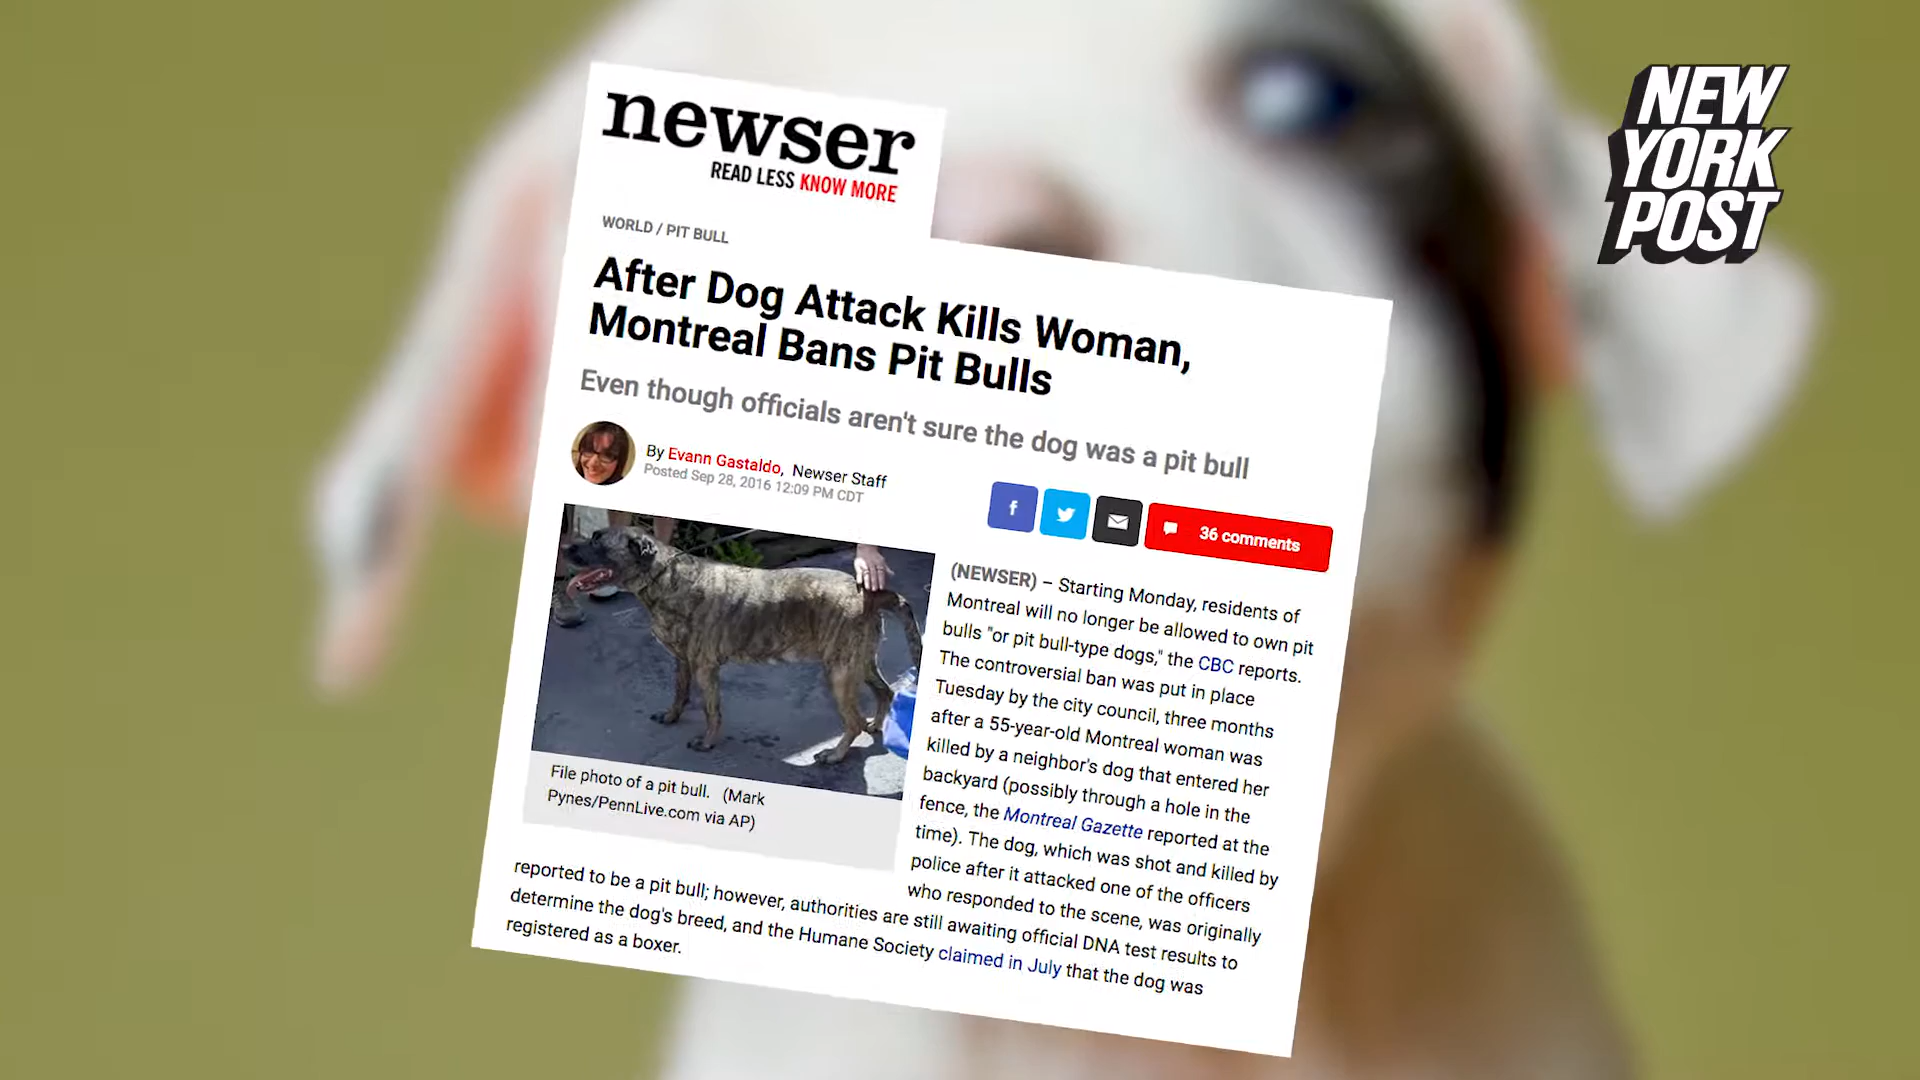 NEW
YORK
POST
newser
READ LESS KNOW MORE
WORLD / PIT BULL
After Dog Attack Kills Woman,
Montreal Bans Pit Bulls
Even though officials aren't sure the dog was a pit bull
By Evann Gastaldo, Newser Staff
Posted Sep 28, 2016 12:09 PM CDT
f
36 comments
File photo of a pit bull. (Mark
Pynes/PennLive.com via AP)
(NEWSER) – Starting Monday, residents of
Montreal will no longer be allowed to own pit
bulls "or pit bull-type dogs," the CBC reports.
The controversial ban was put in place
Tuesday by the city council, three months
after a 55-year-old Montreal woman was
killed by a neighbor's dog that entered her
backyard (possibly through a hole in the
fence, the Montreal Gazette reported at the
time). The dog, which was shot and killed by
police after it attacked one of the officers
who responded to the scene, was originally
reported to be a pit bull; however, authorities are still awaiting official DNA test results to
determine the dog's breed, and the Humane Society claimed in July that the dog was
registered as a boxer.